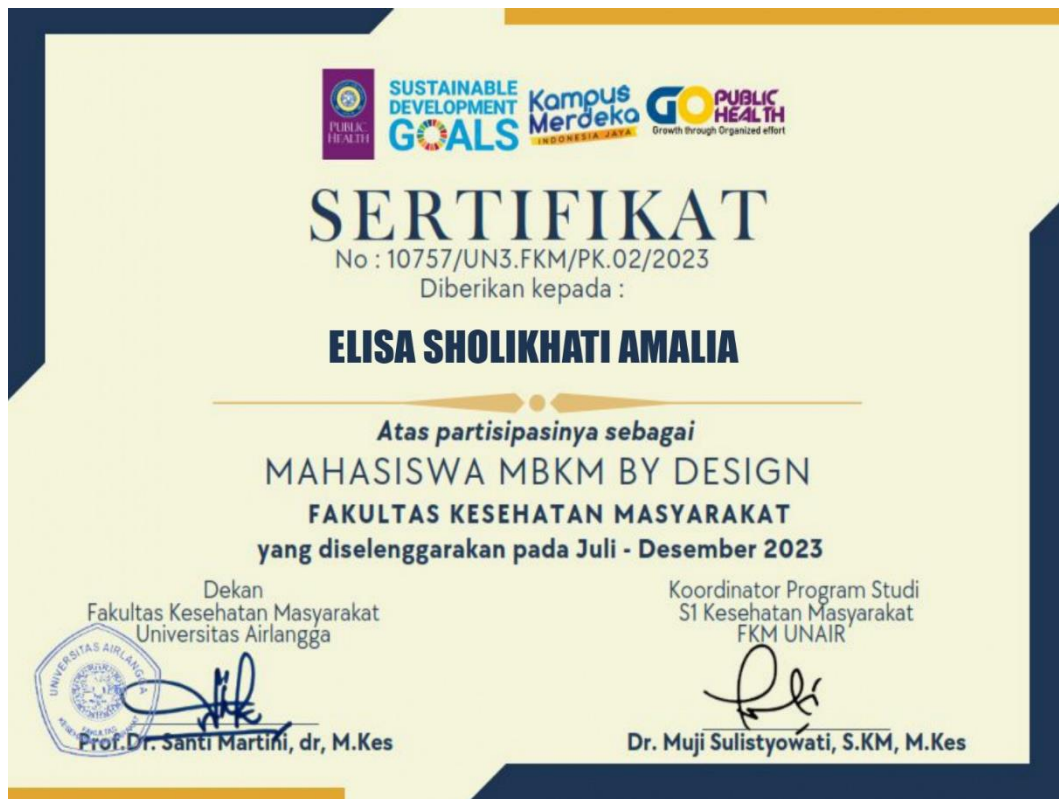 PUBLIC
HEALTH
SUSTAINABLE
DEVELOPMENT
GOALS
Kampus
Merdeka
INDONESIA JAYA
GO PUBLIC
HEALTH
Growth through Organized effort
SERTIFIKAT
No : 10757/UN3.FKM/PK.02/2023
Diberikan kepada :
ELISA SHOLIKHATI AMALIA
Atas partisipasinya sebagai
MAHASISWA MBKM BY DESIGN
FAKULTAS KESEHATAN MASYARAKAT
yang diselenggarakan pada Juli - Desember 2023
Dekan
Fakultas Kesehatan Masyarakat
Universitas Airlangga
UNIVERSITAS AIRLANGGA
FAKULTAS
KESEHATAN MASYARAKAT
Prof.Dr. Santi Martini, dr, M.Kes
Koordinator Program Studi
S1 Kesehatan Masyarakat
FKM UNAIR
Dr. Muji Sulistyowati, S.KM, M.Kes